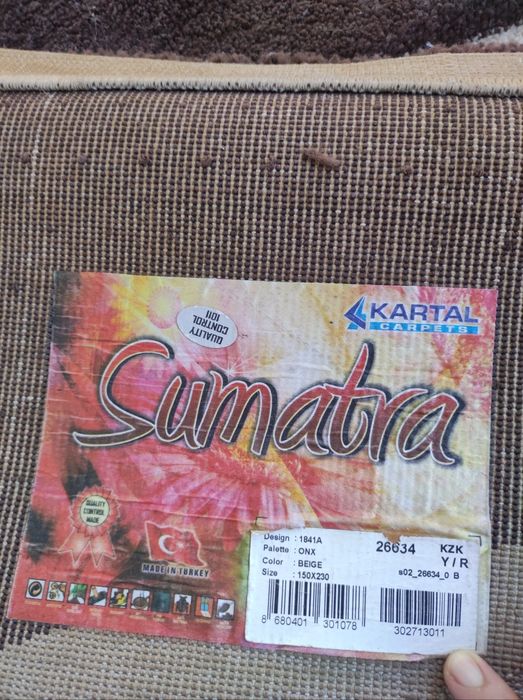 QUALITY
CONTROL
1011
KARTAL
CARPETS
Sumatra
QUALITY
CONTROL
MADE
MADE IN TURKEY
Design : 1841A
Palette : ONX
Color : BEIGE
Size : 150X230
26634 KZK
Y / R
s02_26634_0 B
8 680401 301078
302713011